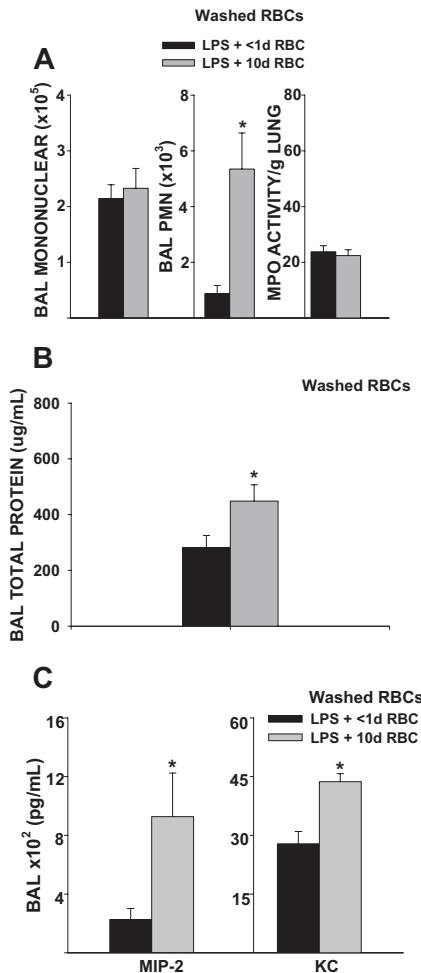 Washed RBCs
LPS + <1d RBC
LPS + 10d RBC
A
BAL MONONUCLEAR (x10⁵)
4
3
2
1
BAL PMN (x10³)
8
6
4
2
*
MPO ACTIVITY/g LUNG
80
60
40
20
B
Washed RBCs
BAL TOTAL PROTEIN (ug/mL)
800
600
400
200
0
*
C
Washed RBCs
LPS + <1d RBC
LPS + 10d RBC
BAL x10² (pg/mL)
16
12
8
4
*
60
45
30
15
*
MIP-2
KC